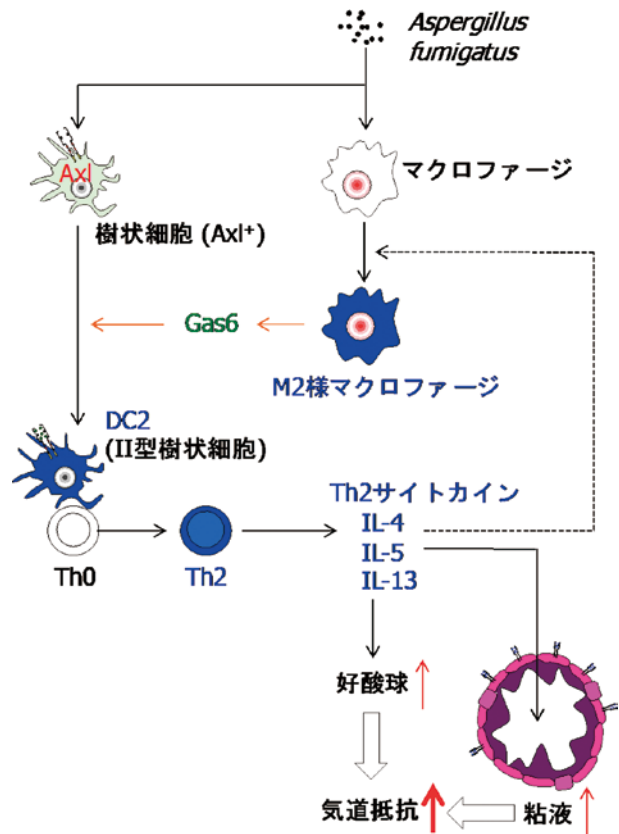 Aspergillus
fumigatus
Axl
マクロファージ
樹状細胞 (Axl⁺)
Gas6
M2様マクロファージ
DC2
(II型樹状細胞)
Th2サイトカイン
IL-4
IL-5
IL-13
Th0
Th2
好酸球
気道抵抗
粘液